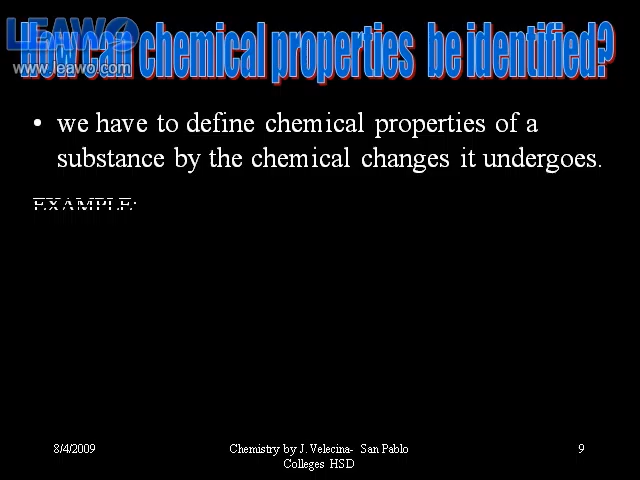 LEAWO
How can chemical properties be identified?
www.leawo.com
• we have to define chemical properties of a
substance by the chemical changes it undergoes.
EXAMPLE:
8/4/2009
Chemistry by J. Velecina- San Pablo
Colleges HSD
9